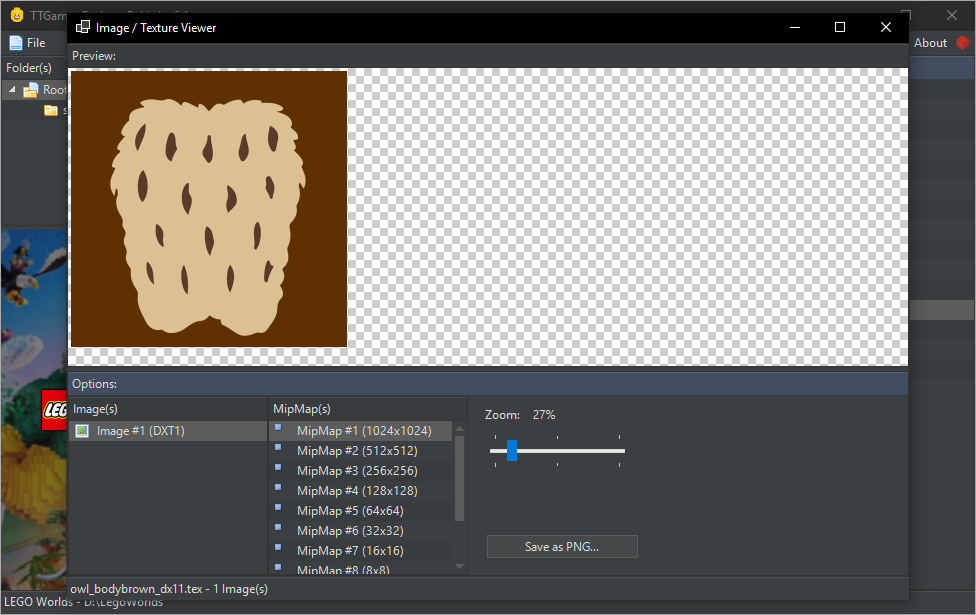 TTGam
Image / Texture Viewer
File
About
Preview:
Folder(s)
Root
Options:
Image(s)
MipMap(s)
Zoom: 27%
Image #1 (DXT1)
MipMap #1 (1024x1024)
MipMap #2 (512x512)
MipMap #3 (256x256)
MipMap #4 (128x128)
MipMap #5 (64x64)
MipMap #6 (32x32)
MipMap #7 (16x16)
MipMap #8 (8x8)
Save as PNG...
LEG
owl_bodybrown_dx11.tex - 1 Image(s)
LEGO Worlds - D:\LegoWorlds